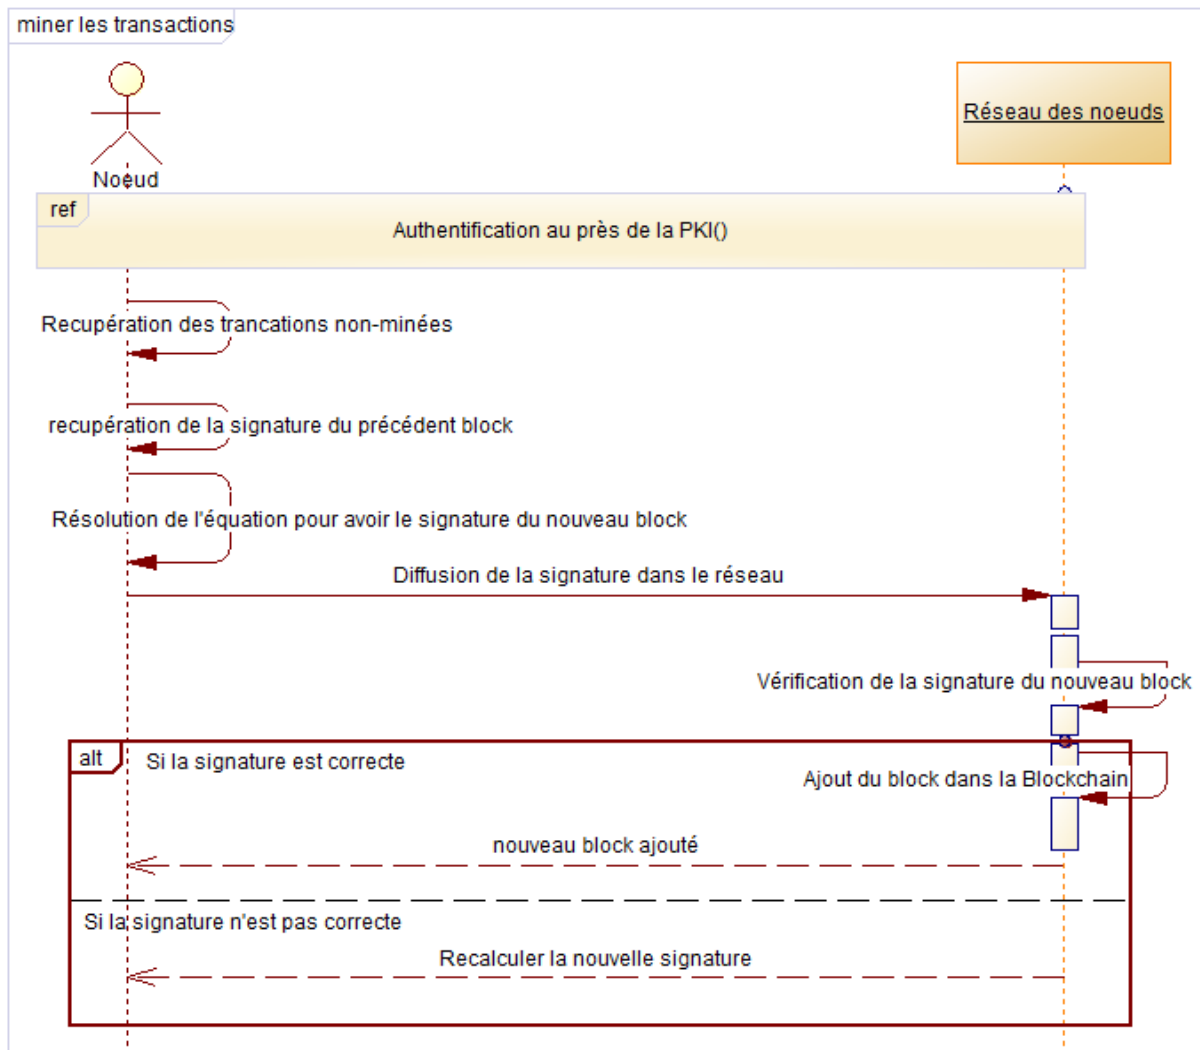 miner les transactions
Réseau des noeuds
Noeud
ref
Authentification au près de la PKI()
Recupération des trancations non-minées
recupération de la signature du précédent block
Résolution de l'équation pour avoir le signature du nouveau block
Diffusion de la signature dans le réseau
Vérification de la signature du nouveau block
alt
Si la signature est correcte
Ajout du block dans la Blockchain
nouveau block ajouté
Si la signature n'est pas correcte
Recalculer la nouvelle signature